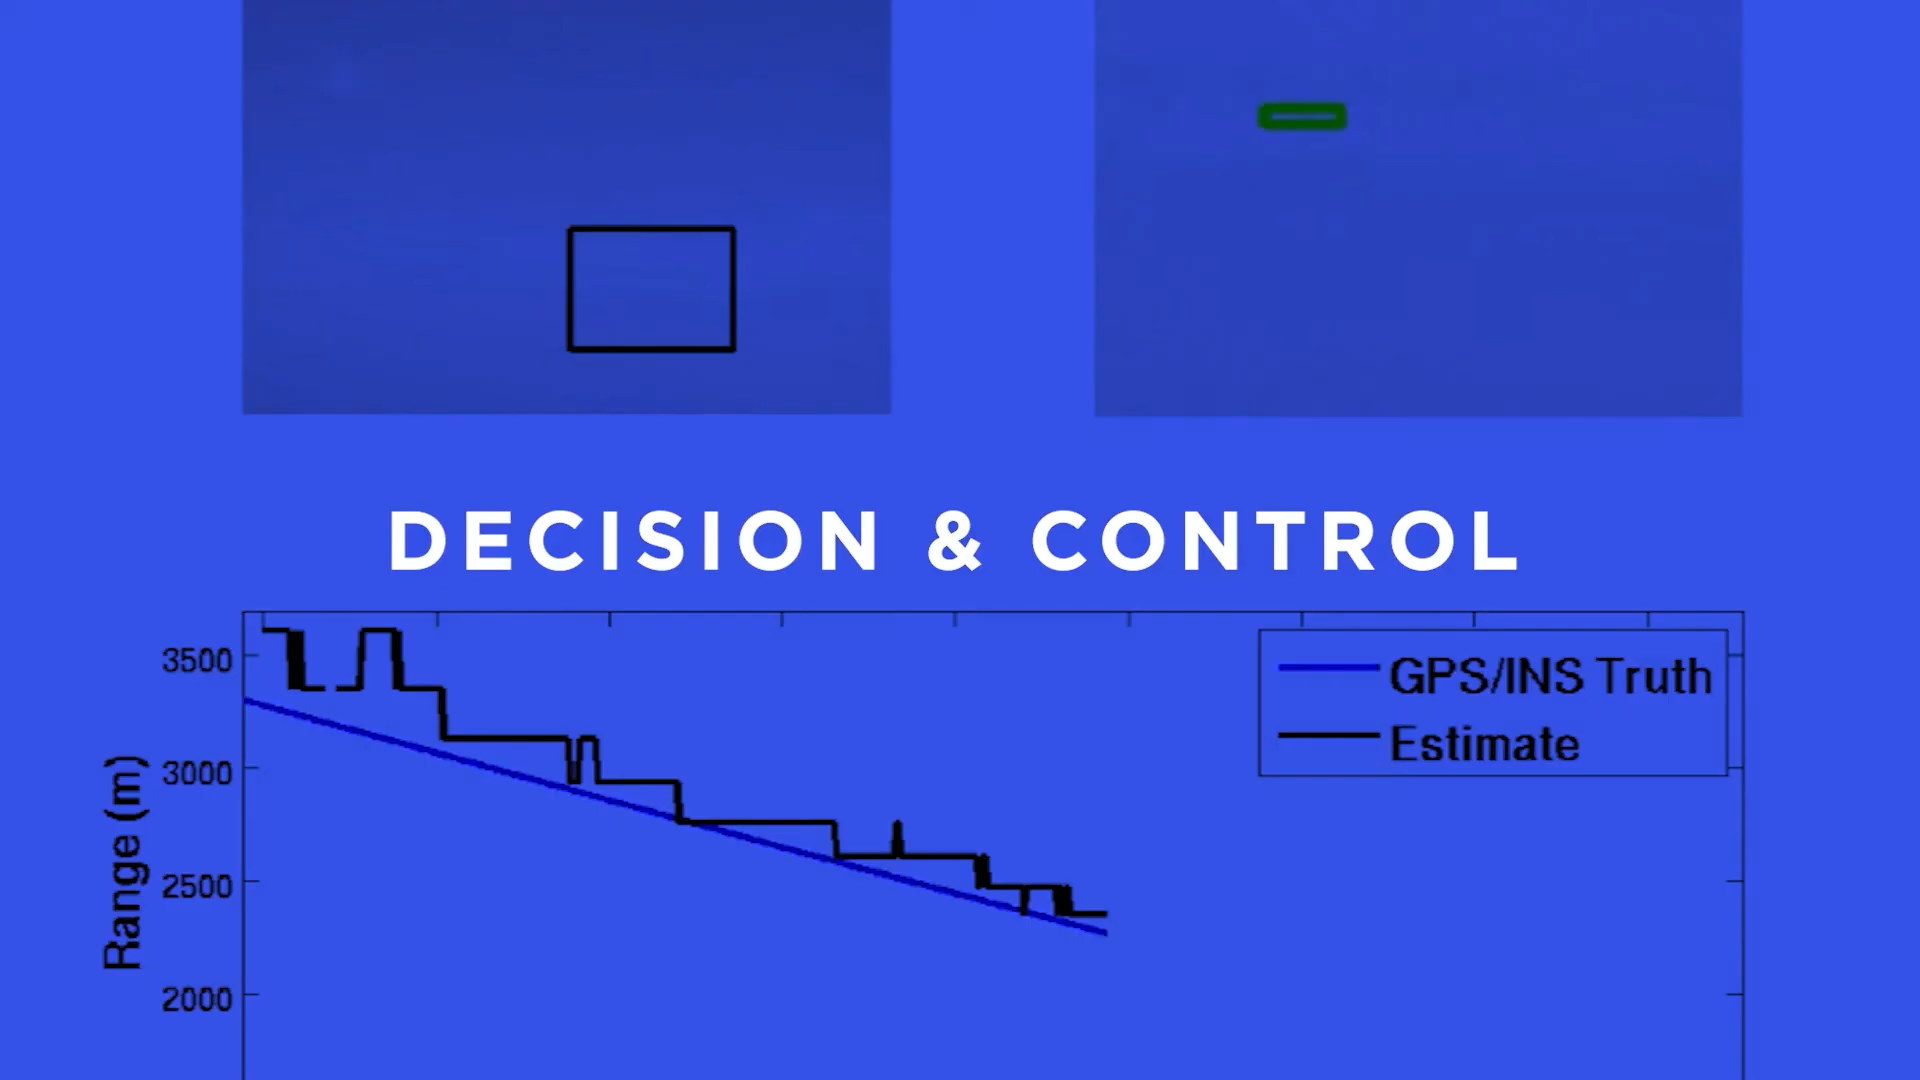 DECISION & CONTROL
3500
3000
2500
2000
Range (m)
GPS/INS Truth
Estimate